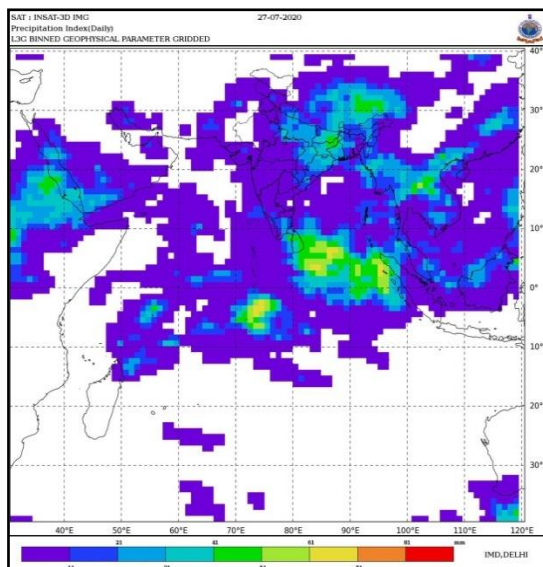 SAT : INSAT-3D IMG 27-07-2020
Precipitation Index(Daily)
L3G BINNED GEOPHYSICAL PARAMETER GRIDDED
40°
30°
20°
10°
0°
10°
20°
30°
40°E 50°E 60°E 70°E 80°E 90°E 100°E 110°E 120°E
21 41 61 81 mm
IMD,DELHI